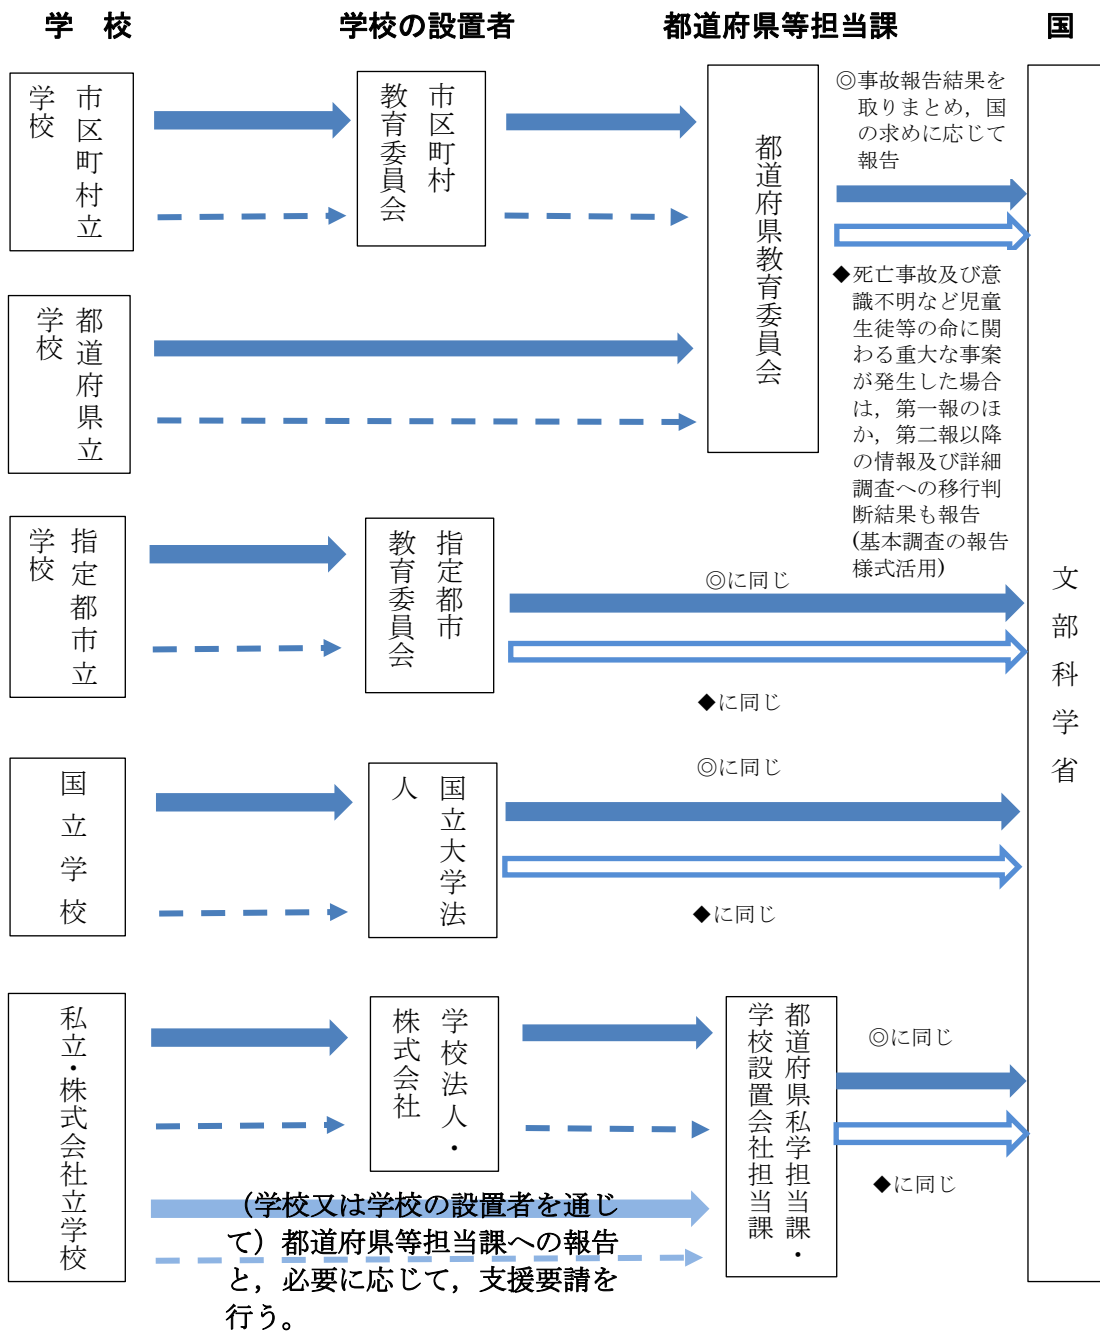 学　校
学校の設置者
都道府県等担当課
国
市区町村立
学校
市区町村
教育委員会
都道府県教育委員会
◎事故報告結果を
取りまとめ，国
の求めに応じて
報告
◆死亡事故及び意
識不明など児童
生徒等の命に関
わる重大な事案
が発生した場合
は，第一報のほ
か，第二報以降
の情報及び詳細
調査への移行判
断結果も報告
(基本調査の報告
様式活用)
都道府県立
学校
指定都市立
学校
指定都市
教育委員会
◎に同じ
◆に同じ
文部科学省
国立学校
国立大学法
人
◎に同じ
◆に同じ
私立・株式会社立学校
学校法人・
株式会社
都道府県私学担当課・
学校設置会社担当課
◎に同じ
◆に同じ
（学校又は学校の設置者を通じ
て）都道府県等担当課への報告
と，必要に応じて，支援要請を
行う。